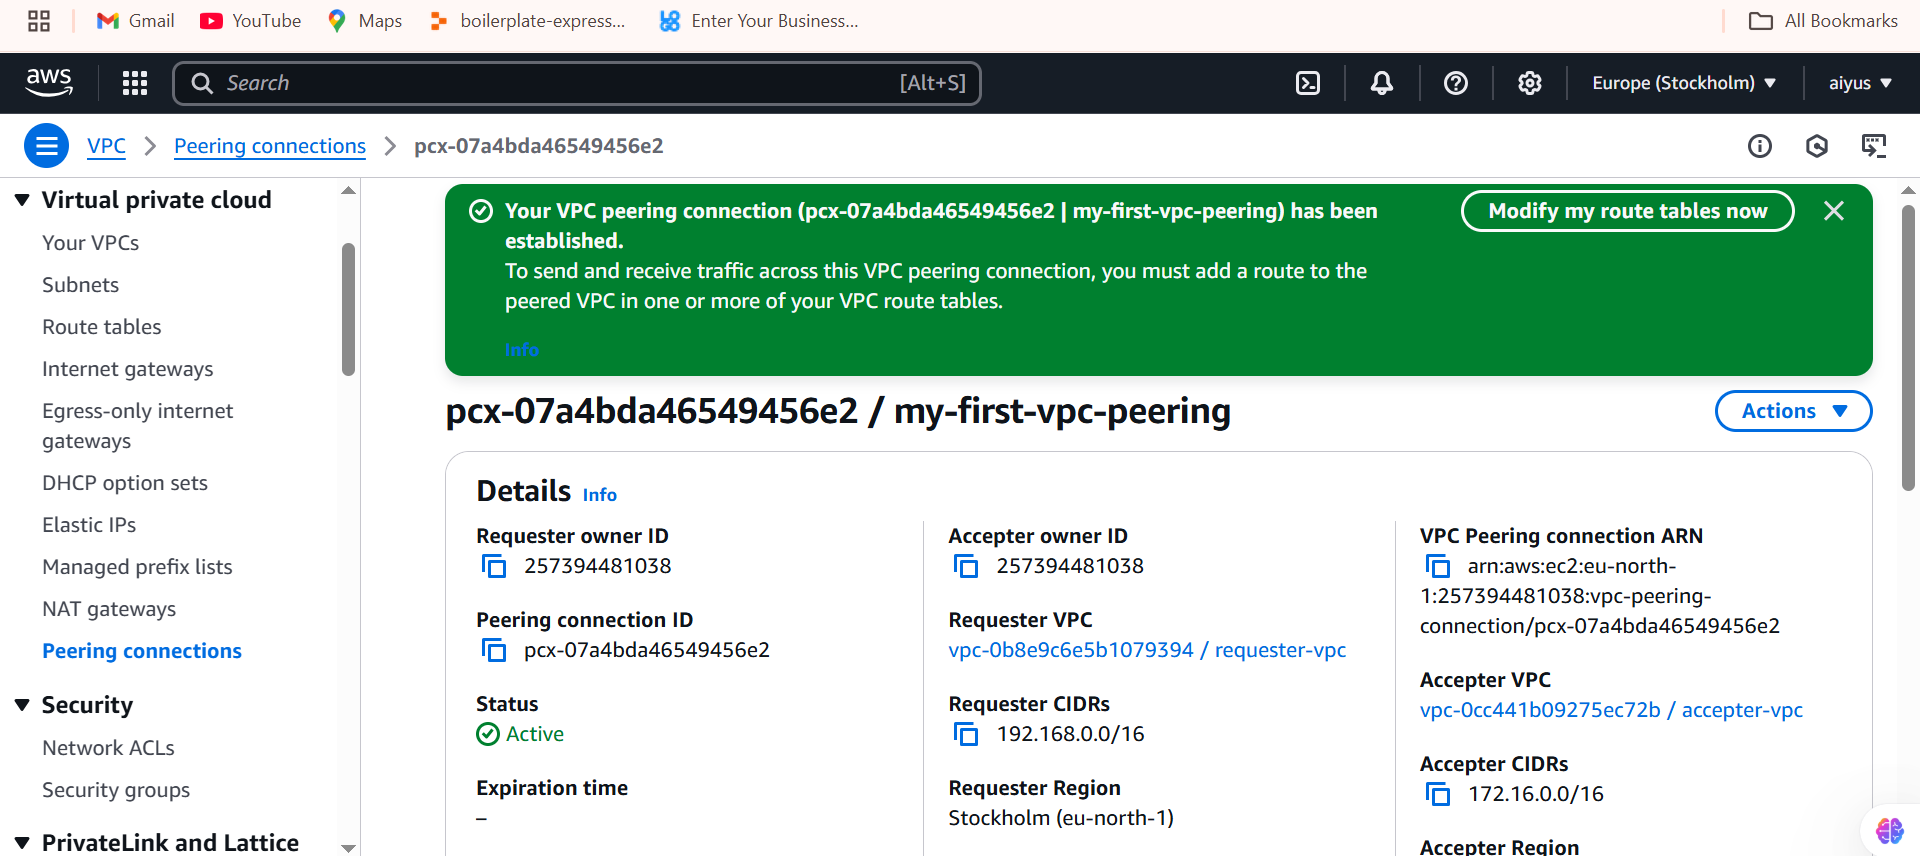 Gmail
YouTube
Maps
boilerplate-express...
Enter Your Business...
All Bookmarks
aws
Search
[Alt+S]
Europe (Stockholm)
aiyus
VPC
Peering connections
pcx-07a4bda46549456e2
Virtual private cloud
Your VPCs
Subnets
Route tables
Internet gateways
Egress-only internet
gateways
DHCP option sets
Elastic IPs
Managed prefix lists
NAT gateways
Peering connections
Security
Network ACLs
Security groups
PrivateLink and Lattice
Your VPC peering connection (pcx-07a4bda46549456e2 | my-first-vpc-peering) has been
established.
To send and receive traffic across this VPC peering connection, you must add a route to the
peered VPC in one or more of your VPC route tables.
Info
Modify my route tables now
pcx-07a4bda46549456e2 / my-first-vpc-peering
Actions
Details Info
Requester owner ID
257394481038
Peering connection ID
pcx-07a4bda46549456e2
Status
Active
Expiration time
–
Accepter owner ID
257394481038
Requester VPC
vpc-0b8e9c6e5b1079394 / requester-vpc
Requester CIDRs
192.168.0.0/16
Requester Region
Stockholm (eu-north-1)
VPC Peering connection ARN
arn:aws:ec2:eu-north-
1:257394481038:vpc-peering-
connection/pcx-07a4bda46549456e2
Accepter VPC
vpc-0cc441b09275ec72b / accepter-vpc
Accepter CIDRs
172.16.0.0/16
Accepter Region